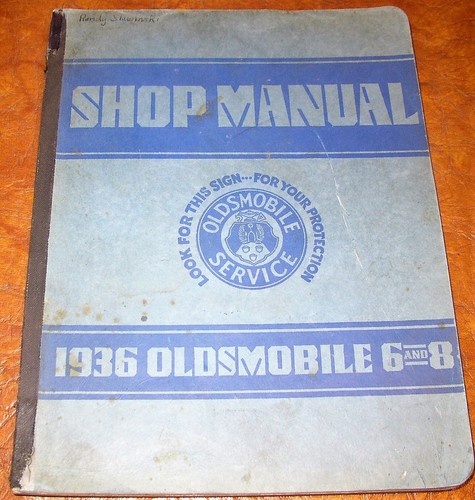 SHOP MANUAL
LOOK FOR THIS SIGN---FOR YOUR PROTECTION
OLDSMOBILE
SERVICE
1936 OLDSMOBILE 6 AND 8